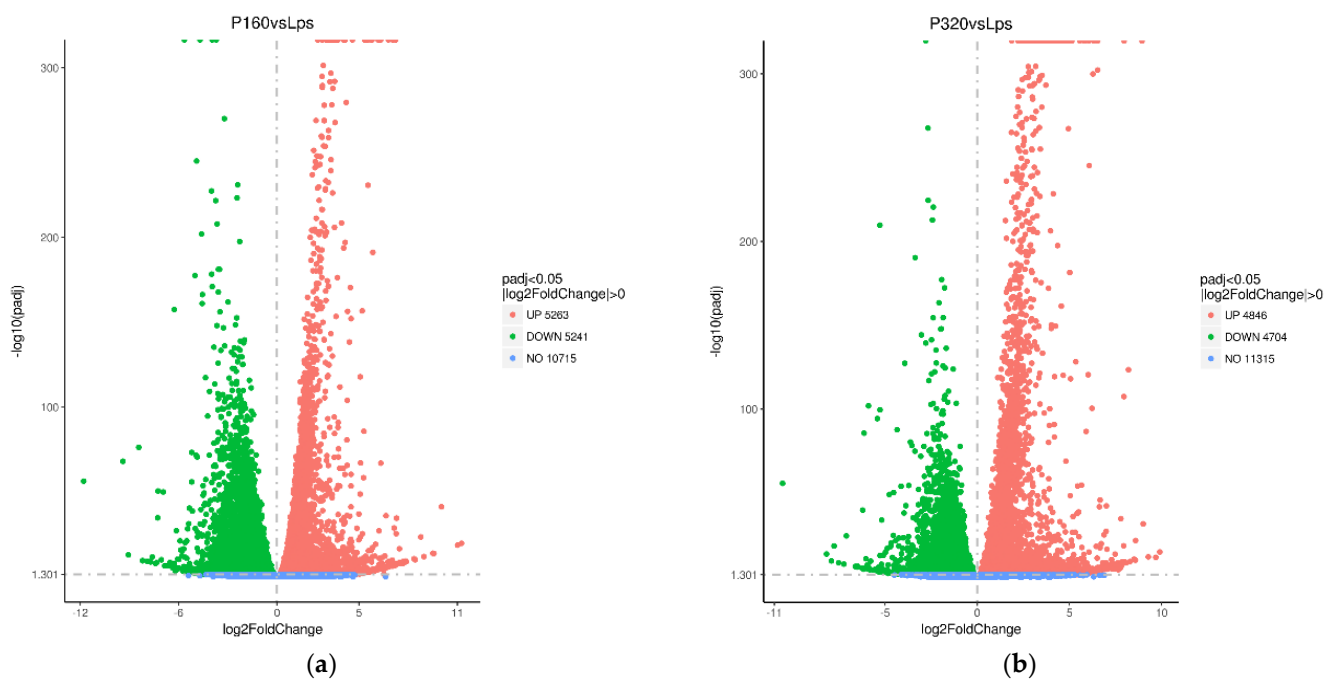 P160vsLps
300
200
100
1.301
-log10(padj)
-12
-6
0
5
11
log2FoldChange
padj<0.05
|log2FoldChange|>0
UP 5263
DOWN 5241
NO 10715
(a)
P320vsLps
300
200
100
1.301
-log10(padj)
-11
-5
0
5
10
log2FoldChange
padj<0.05
|log2FoldChange|>0
UP 4846
DOWN 4704
NO 11315
(b)